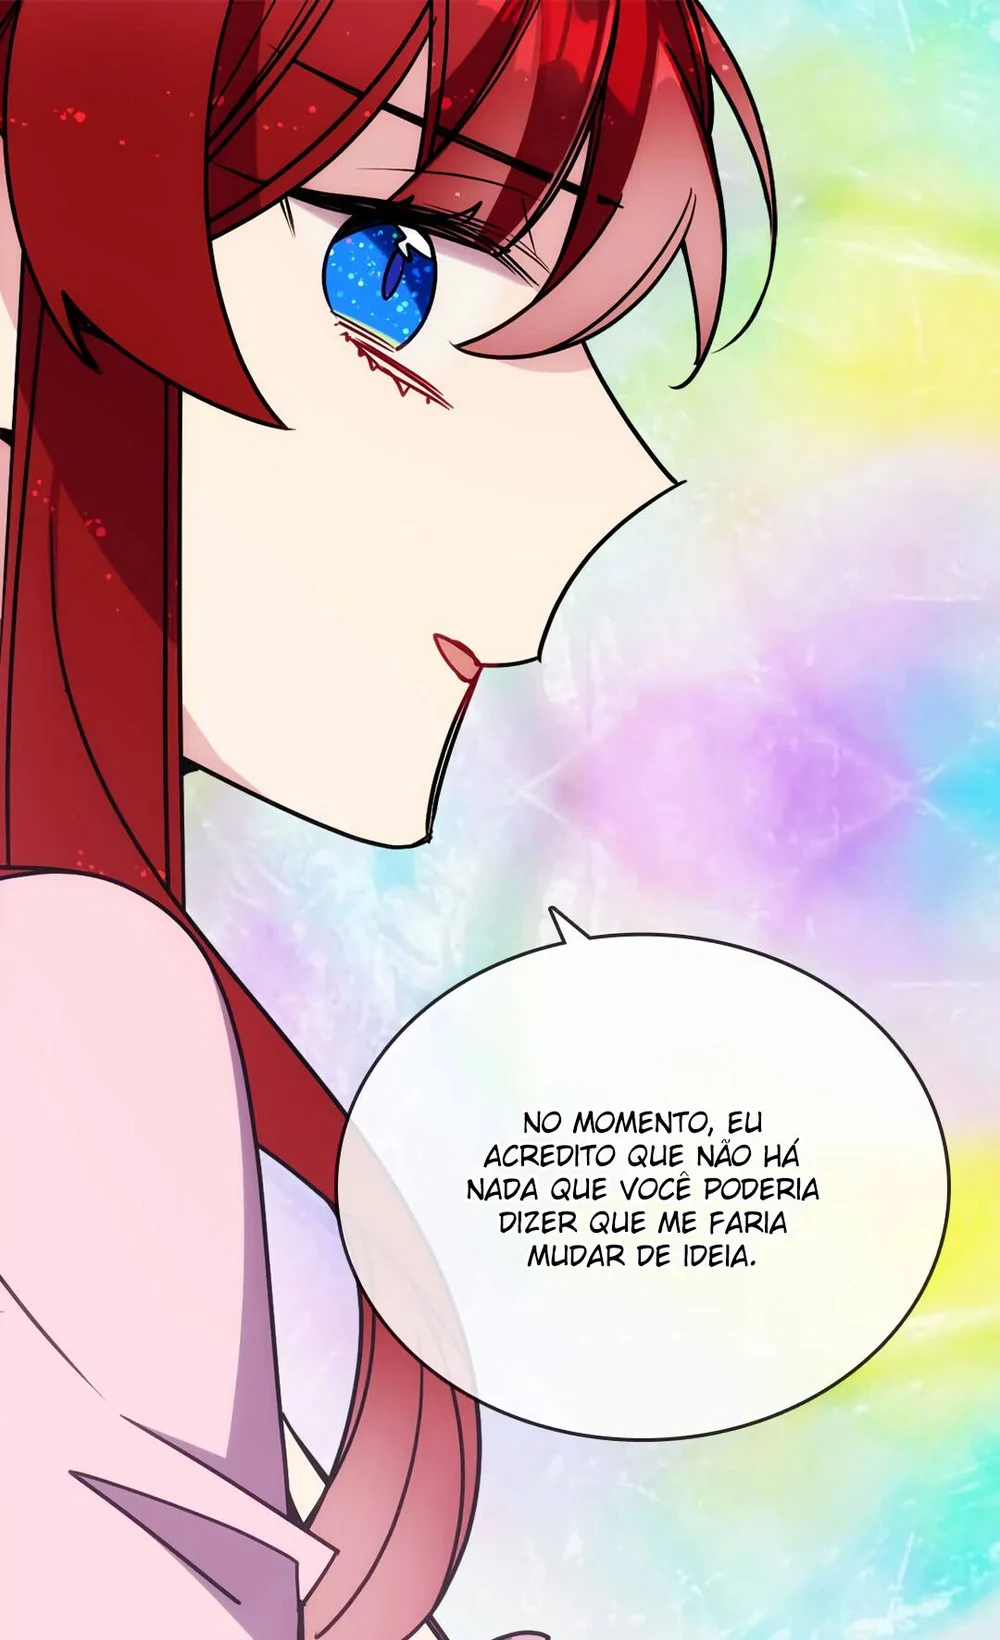 NO MOMENTO, EU
ACREDITO QUE NÃO HÁ
NADA QUE VOCÊ PODERIA
DIZER QUE ME FARIA
MUDAR DE IDEIA.